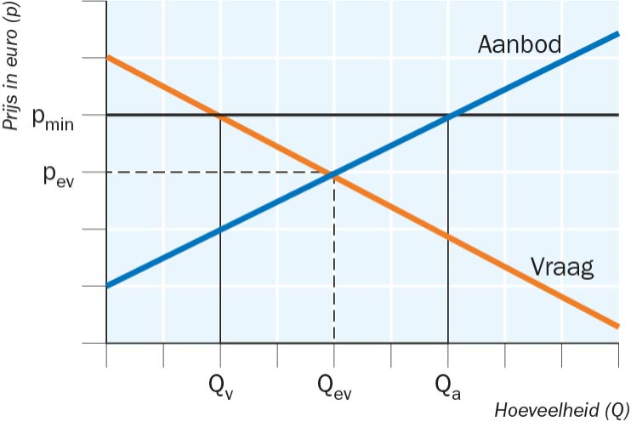 Prijs in euro (p)
Aanbod
pmin
pev
Vraag
Qv
Qev
Qa
Hoeveelheid (Q)